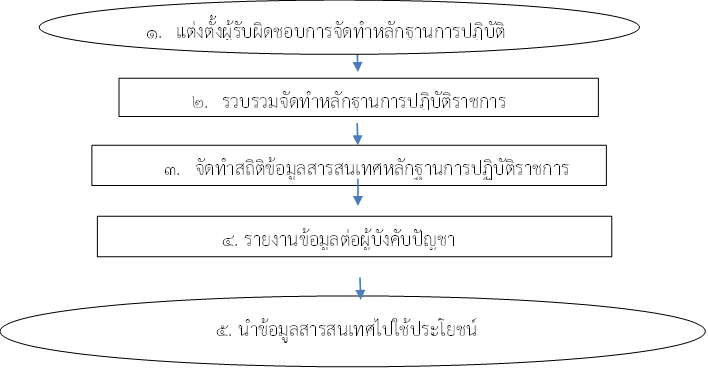 ๑. แต่งตั้งผู้รับผิดชอบการจัดทำหลักฐานการปฏิบัติ
๒. รวบรวมจัดทำหลักฐานการปฏิบัติราชการ
๓. จัดทำสถิติข้อมูลสารสนเทศหลักฐานการปฏิบัติราชการ
๔. รายงานข้อมูลต่อผู้บังคับบัญชา
๕. นำข้อมูลสารสนเทศไปใช้ประโยชน์